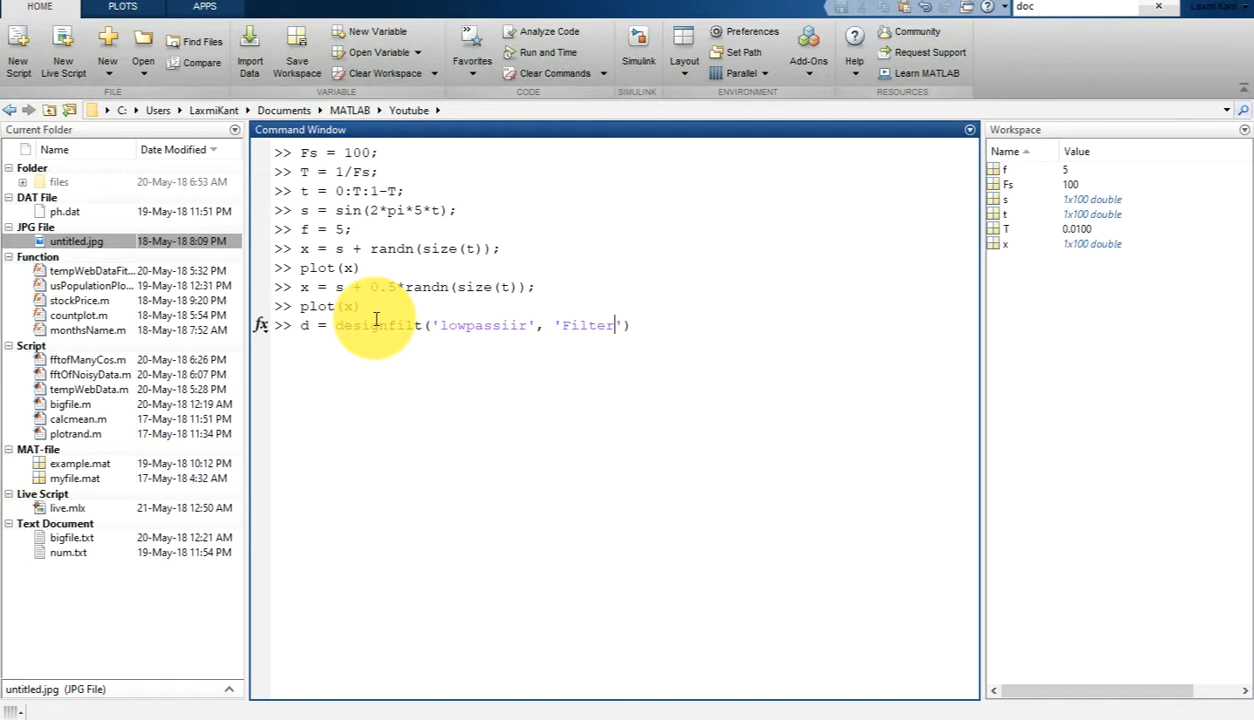 HOME PLOTS APPS doc Laxmi Kant
New Script
New Live Script
New
Open
Find Files
Compare
Import Data
Save Workspace
New Variable
Open Variable
Clear Workspace
Favorites
Analyze Code
Run and Time
Clear Commands
Simulink
Layout
Preferences
Set Path
Parallel
Add-Ons
Help
Community
Request Support
Learn MATLAB
FILE VARIABLE CODE SIMULINK ENVIRONMENT RESOURCES
C: Users LaxmiKant Documents MATLAB Youtube
Current Folder
Name Date Modified
Folder
files 20-May-18 6:53 AM
DAT File
ph.dat 19-May-18 11:51 PM
JPG File
untitled.jpg 18-May-18 8:09 PM
Function
tempWebDataFit... 20-May-18 5:32 PM
usPopulationPlo... 19-May-18 12:31 PM
stockPrice.m 18-May-18 9:20 PM
countplot.m 18-May-18 5:54 PM
monthsName.m 18-May-18 7:52 AM
Script
fftofManyCos.m 20-May-18 6:42 PM
fftOfNoisyData.m 20-May-18 6:07 PM
tempWebData.m 20-May-18 5:28 PM
bigfile.m 20-May-18 12:19 AM
calcmean.m 17-May-18 11:51 PM
plotrand.m 17-May-18 11:34 PM
MAT-file
example.mat 19-May-18 10:12 PM
myfile.mat 17-May-18 4:32 AM
Live Script
live.mlx 21-May-18 12:50 AM
Text Document
bigfile.txt 20-May-18 12:21 AM
num.txt 19-May-18 11:54 PM
untitled.jpg (JPG File)
Command Window
>> Fs = 100;
>> T = 1/Fs;
>> t = 0:T:1-T;
>> s = sin(2*pi*5*t);
>> f = 5;
>> x = s + randn(size(t));
>> plot(x)
>> x = s + 0.5*randn(size(t));
>> plot(x)
fx >> d = designfilt('lowpassiir', 'Filter')
Workspace
Name Value
f 5
Fs 100
s 1x100 double
t 1x100 double
T 0.0100
x 1x100 double